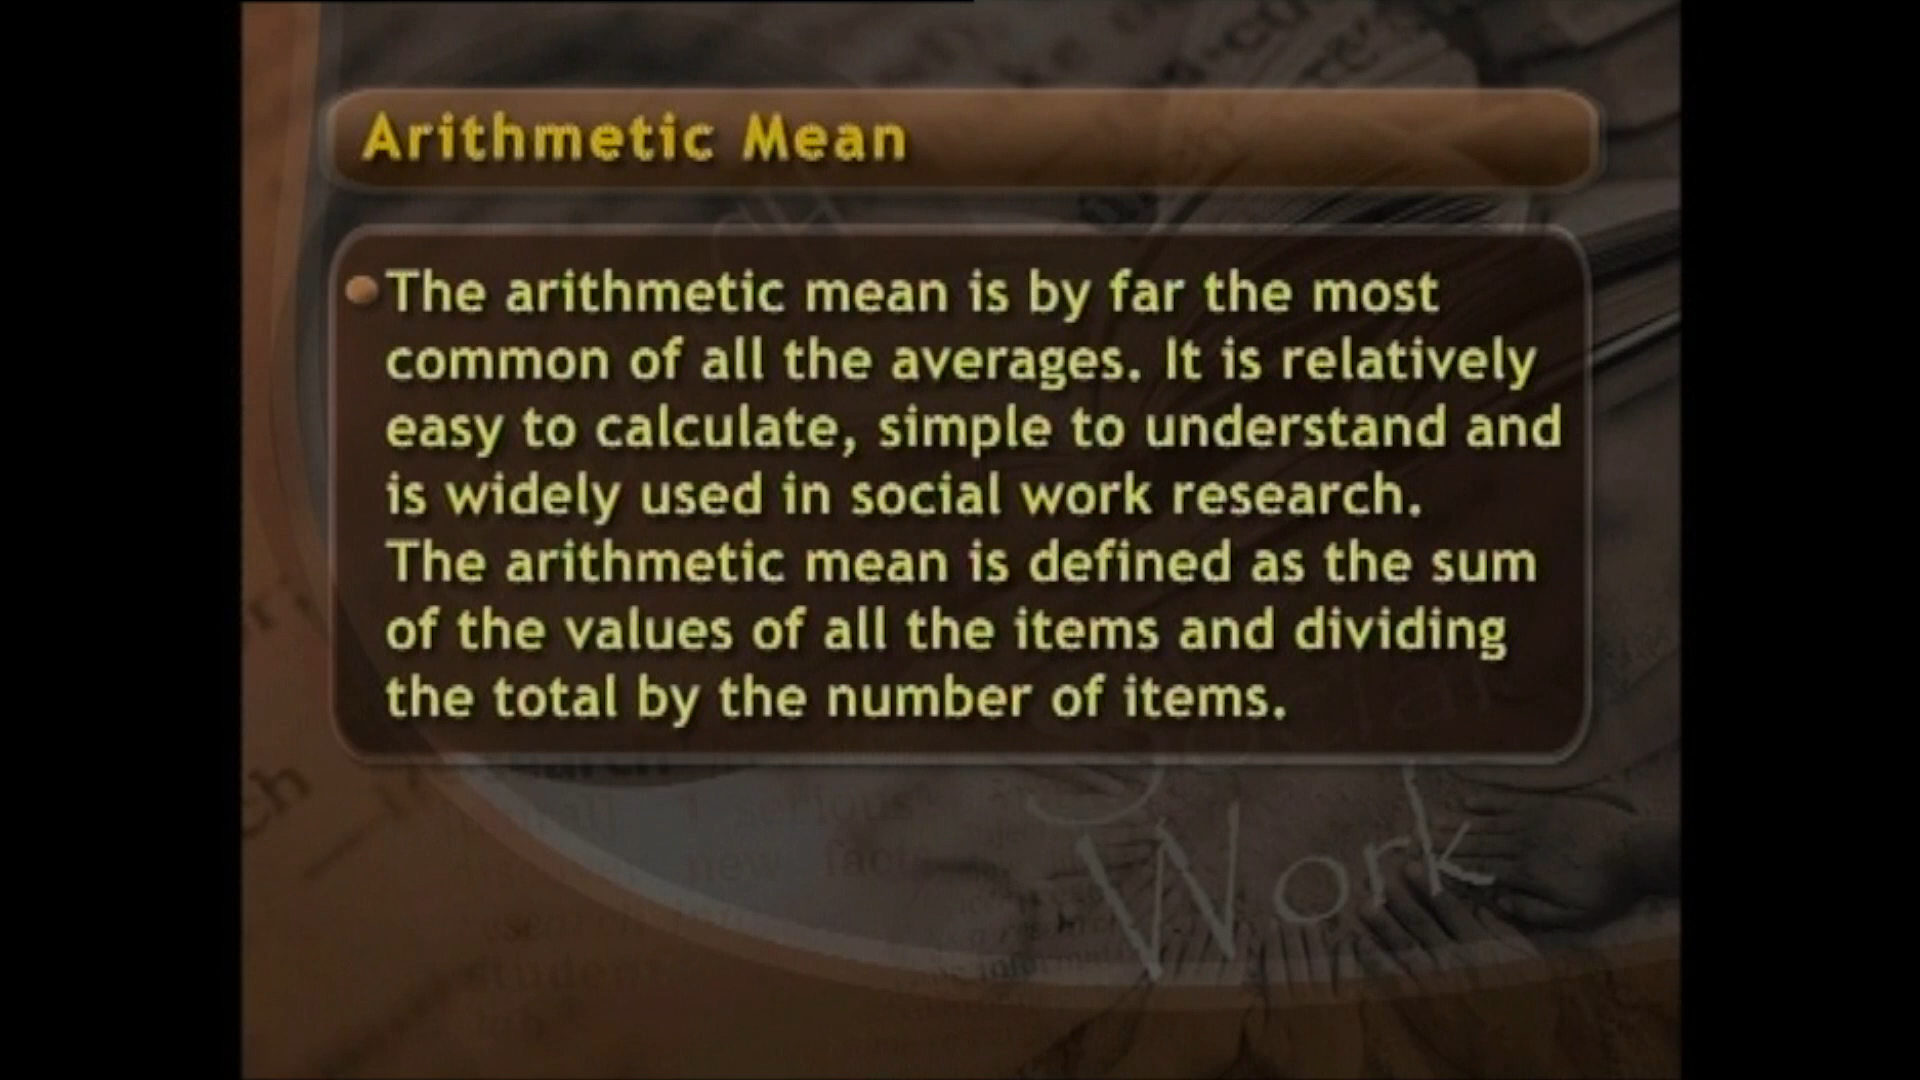 Arithmetic Mean
The arithmetic mean is by far the most
common of all the averages. It is relatively
easy to calculate, simple to understand and
is widely used in social work research.
The arithmetic mean is defined as the sum
of the values of all the items and dividing
the total by the number of items.
new
Work
student